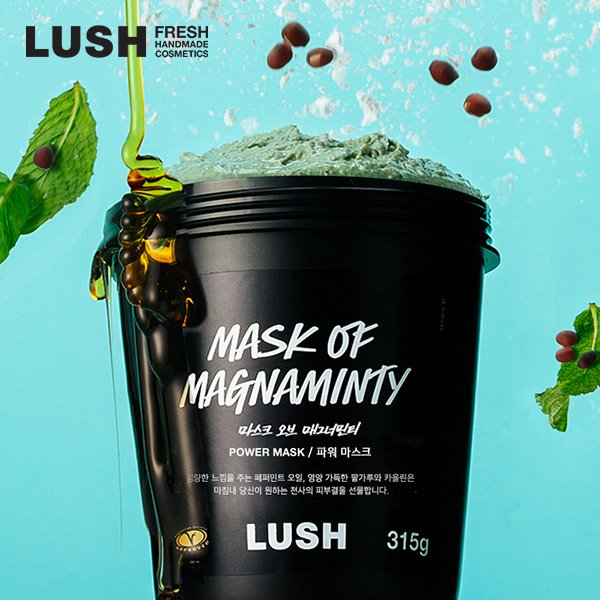 LUSH
FRESH
HANDMADE
COSMETICS
MASK OF
MAGNAMINTY
마스크 오브 매그너민티
POWER MASK / 파워 마스크
느낌을 주는 페퍼민트 오일, 영양 가득한 팥가루와 카올린은
마침내 당신이 원하는 천사의 피부결을 선물합니다.
LUSH
315g